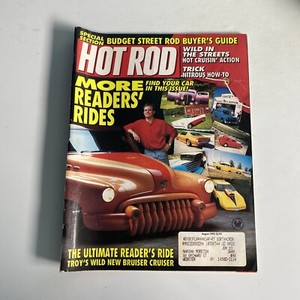 SPECIAL
SECTION
BUDGET STREET ROD BUYER'S GUIDE
HOT ROD
WILD IN
THE STREETS
HOT CRUISIN' ACTION
TRICK
NITROUS HOW-TO
MORE
READERS'
RIDES
FIND YOUR CAR
IN THIS ISSUE!
THE ULTIMATE READER'S RIDE
TROY'S WILD NEW BRUISER CRUISER